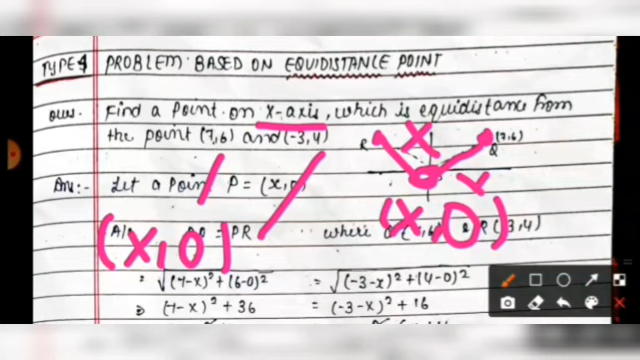 TYPE 4 PROBLEM BASED ON EQUIDISTANCE POINT
Ques. Find a Point on x-axis, which is equidistance from
the point (7,6) and (-3,4)
R
(7,6)
Q
X
X
Ans:- Let a Point P = (x,0)
(x,0)
A/c PQ = PR where & R(-3,4)
(x,0)
= √(7-x)²+(6-0)² = √(-3-x)²+(4-0)²
⇒ (7-x)² + 36 = (-3-x)² + 16